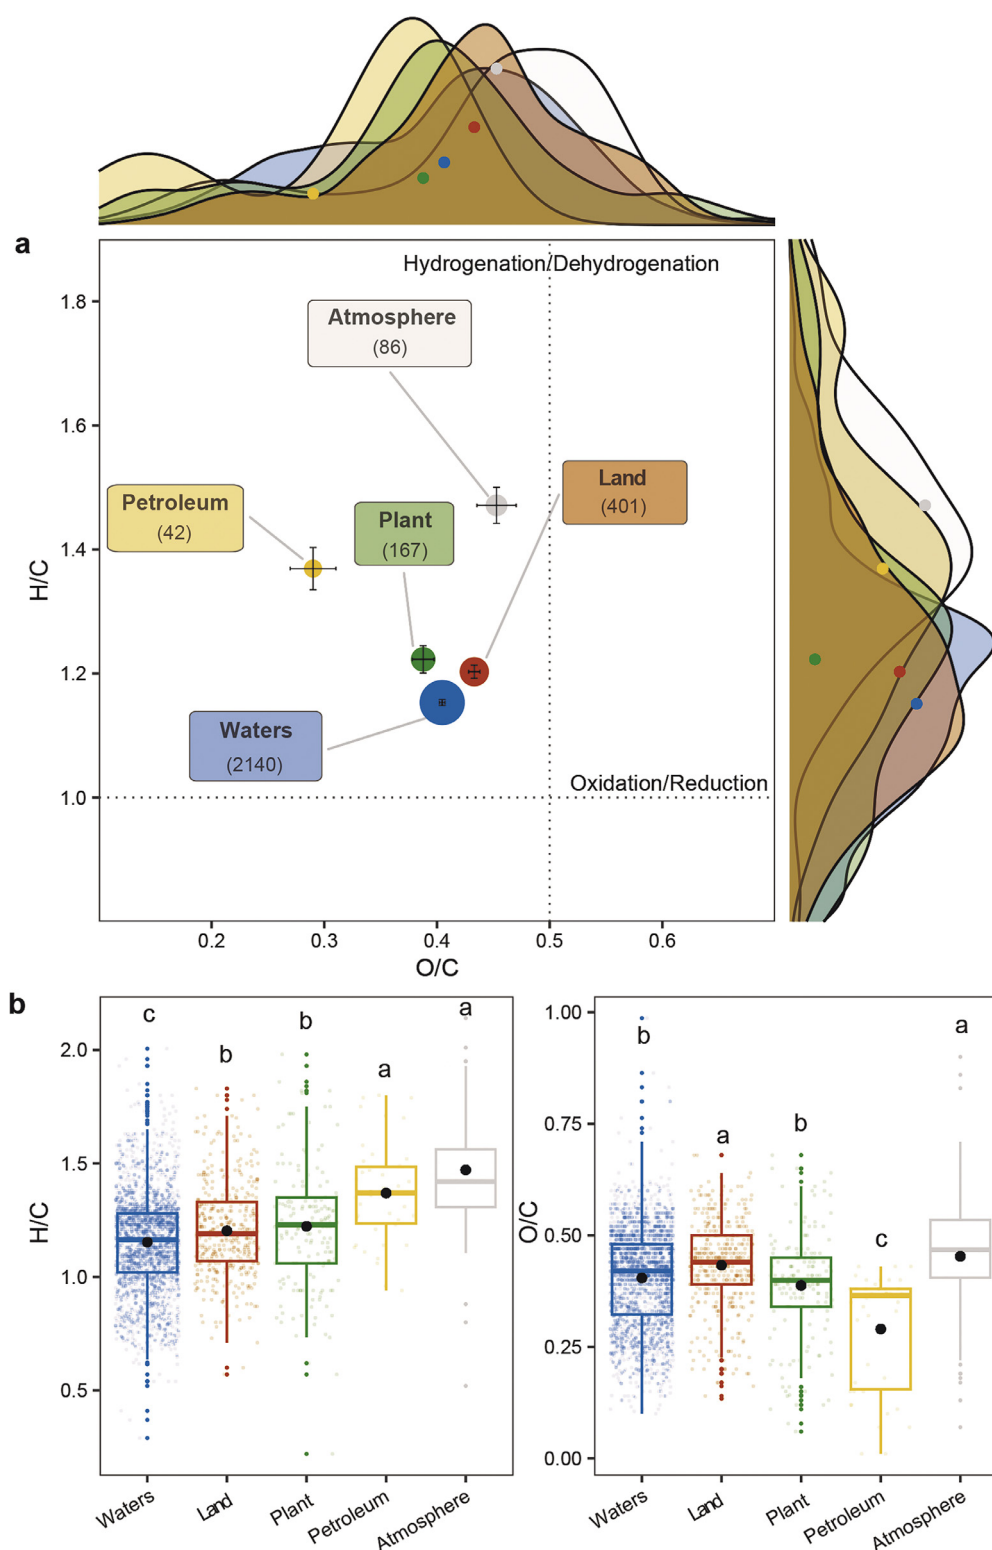 a
Hydrogenation/Dehydrogenation
1.8
Atmosphere
(86)
1.6
Land
(401)
Petroleum
(42)
Plant
(167)
1.4
H/C
1.2
Waters
(2140)
Oxidation/Reduction
1.0
0.2 0.3 0.4 0.5 0.6
O/C
b
c b b a a
2.0
1.5
H/C
1.0
0.5
Waters Land Plant Petroleum Atmosphere
b a b c a
1.00
0.75
0.50
O/C
0.25
0.00
Waters Land Plant Petroleum Atmosphere